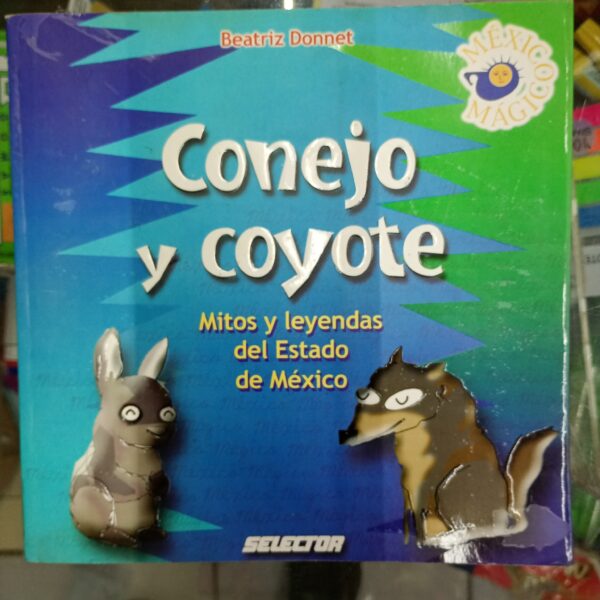 Beatriz Donnet
MÉXICO
MÁGICO
Conejo
y coyote
Mitos y leyendas
del Estado
de México
SELECTOR